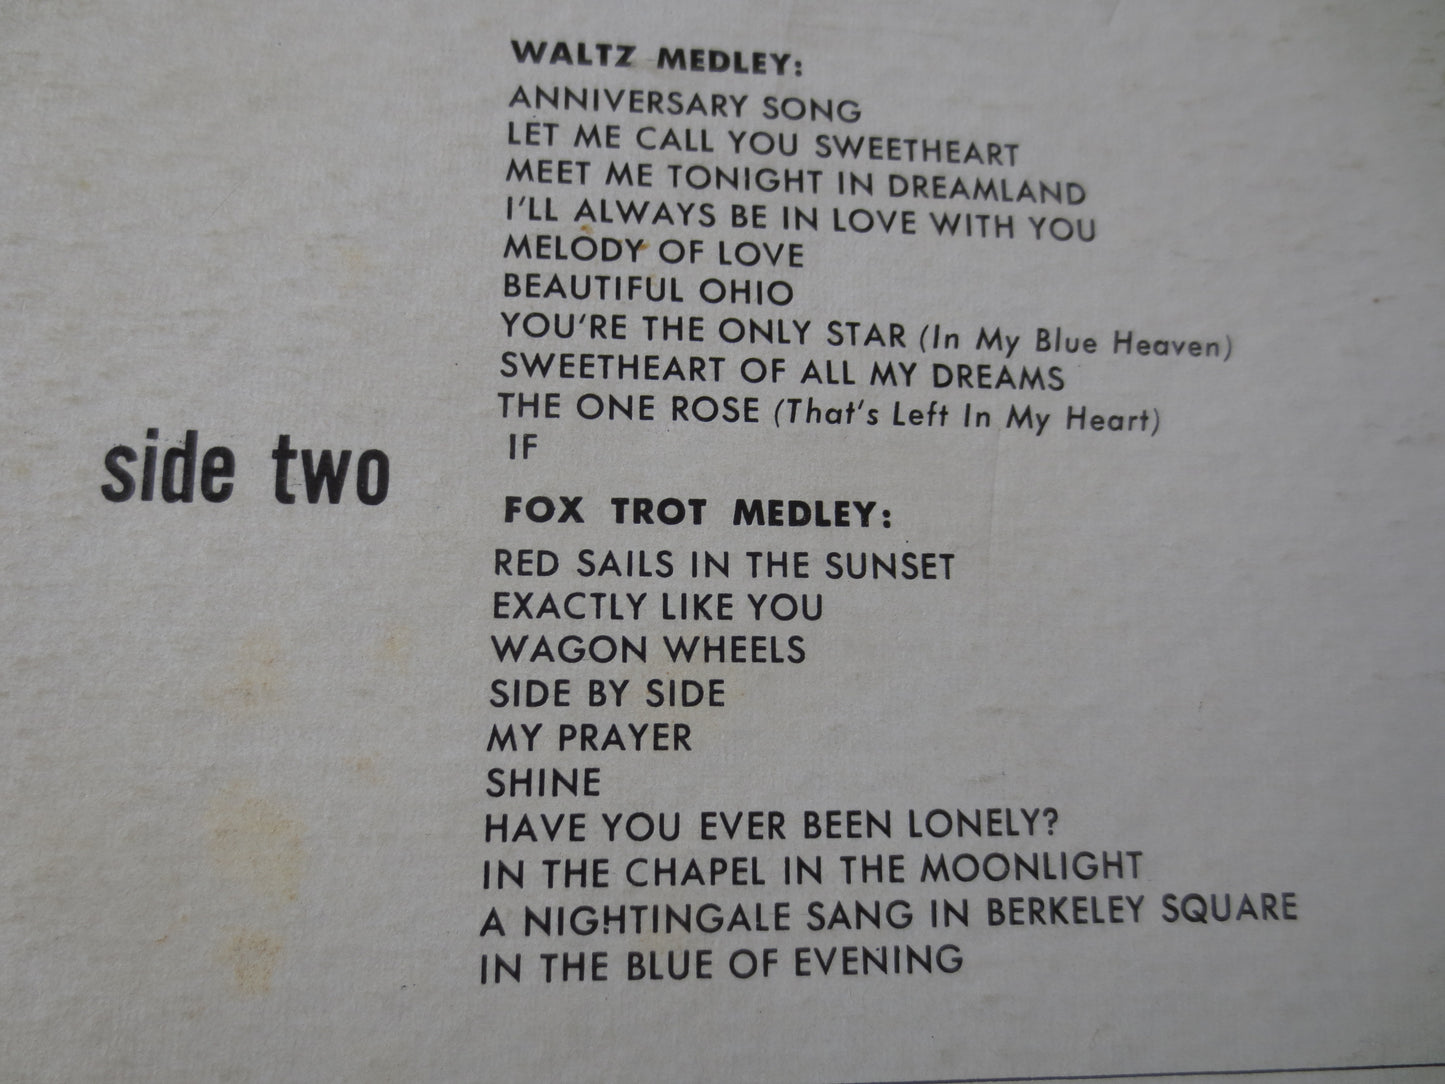 WALTZ MEDLEY:
ANNIVERSARY SONG
LET ME CALL YOU SWEETHEART
MEET ME TONIGHT IN DREAMLAND
I'LL ALWAYS BE IN LOVE WITH YOU
MELODY OF LOVE
BEAUTIFUL OHIO
YOU'RE THE ONLY STAR (In My Blue Heaven)
SWEETHEART OF ALL MY DREAMS
THE ONE ROSE (That's Left In My Heart)
IF
side two
FOX TROT MEDLEY:
RED SAILS IN THE SUNSET
EXACTLY LIKE YOU
WAGON WHEELS
SIDE BY SIDE
MY PRAYER
SHINE
HAVE YOU EVER BEEN LONELY?
IN THE CHAPEL IN THE MOONLIGHT
A NIGHTINGALE SANG IN BERKELEY SQUARE
IN THE BLUE OF EVENING